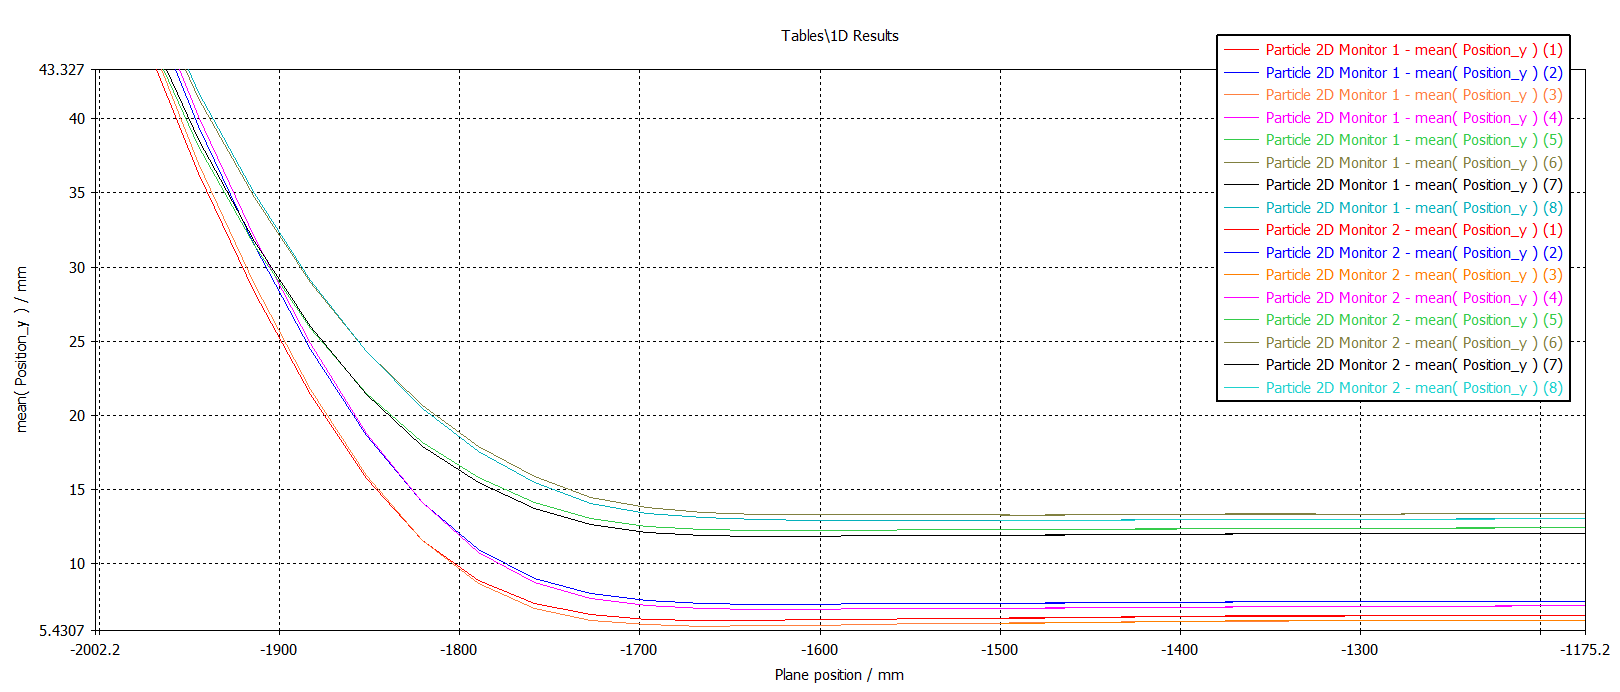 Tables\1D Results
Particle 2D Monitor 1 - mean( Position_y ) (1)
Particle 2D Monitor 1 - mean( Position_y ) (2)
Particle 2D Monitor 1 - mean( Position_y ) (3)
Particle 2D Monitor 1 - mean( Position_y ) (4)
Particle 2D Monitor 1 - mean( Position_y ) (5)
Particle 2D Monitor 1 - mean( Position_y ) (6)
Particle 2D Monitor 1 - mean( Position_y ) (7)
Particle 2D Monitor 1 - mean( Position_y ) (8)
Particle 2D Monitor 2 - mean( Position_y ) (1)
Particle 2D Monitor 2 - mean( Position_y ) (2)
Particle 2D Monitor 2 - mean( Position_y ) (3)
Particle 2D Monitor 2 - mean( Position_y ) (4)
Particle 2D Monitor 2 - mean( Position_y ) (5)
Particle 2D Monitor 2 - mean( Position_y ) (6)
Particle 2D Monitor 2 - mean( Position_y ) (7)
Particle 2D Monitor 2 - mean( Position_y ) (8)
mean( Position_y ) / mm
43.327
40
35
30
25
20
15
10
5.4307
-2002.2 -1900 -1800 -1700 -1600 -1500 -1400 -1300 -1175.2
Plane position / mm